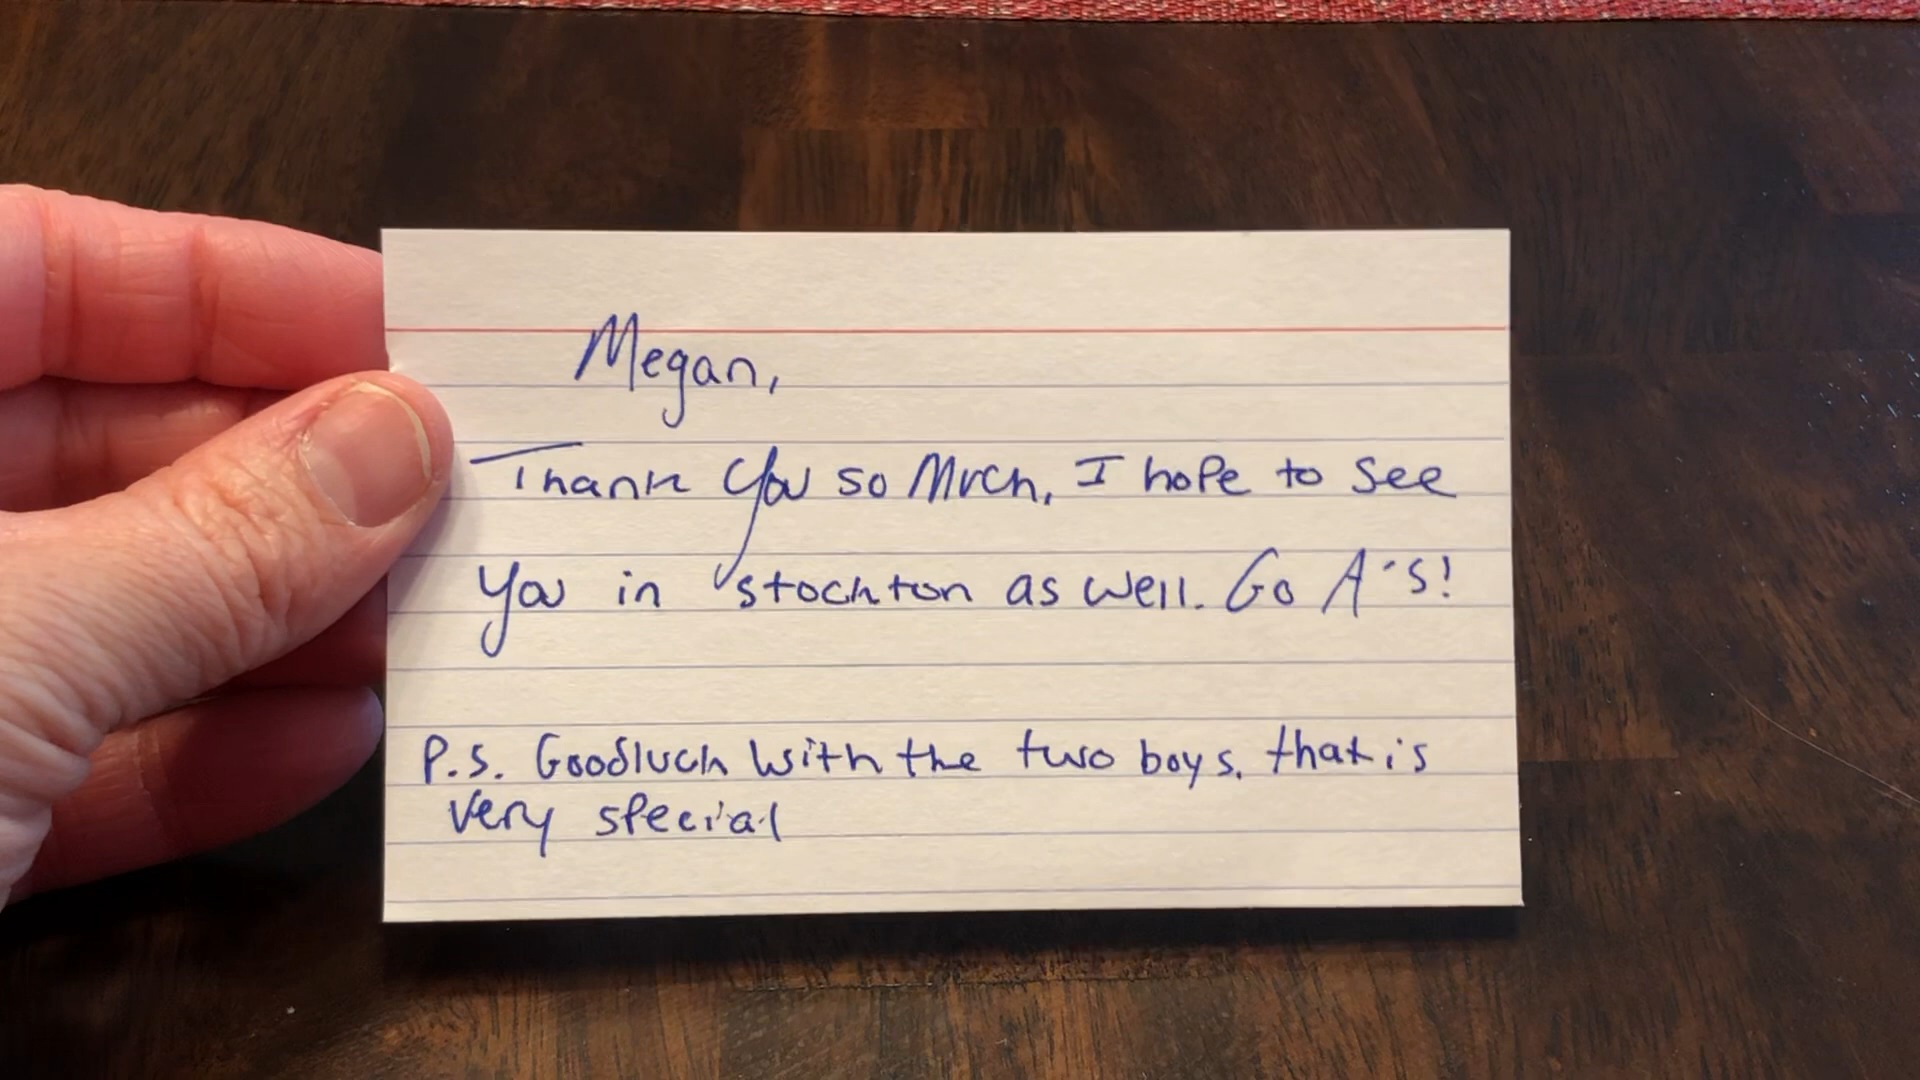 Megan,
Thank you so Much, I hope to see
you in stockton as well. Go A's!
P.S. Goodluck with the two boys, that is
very special